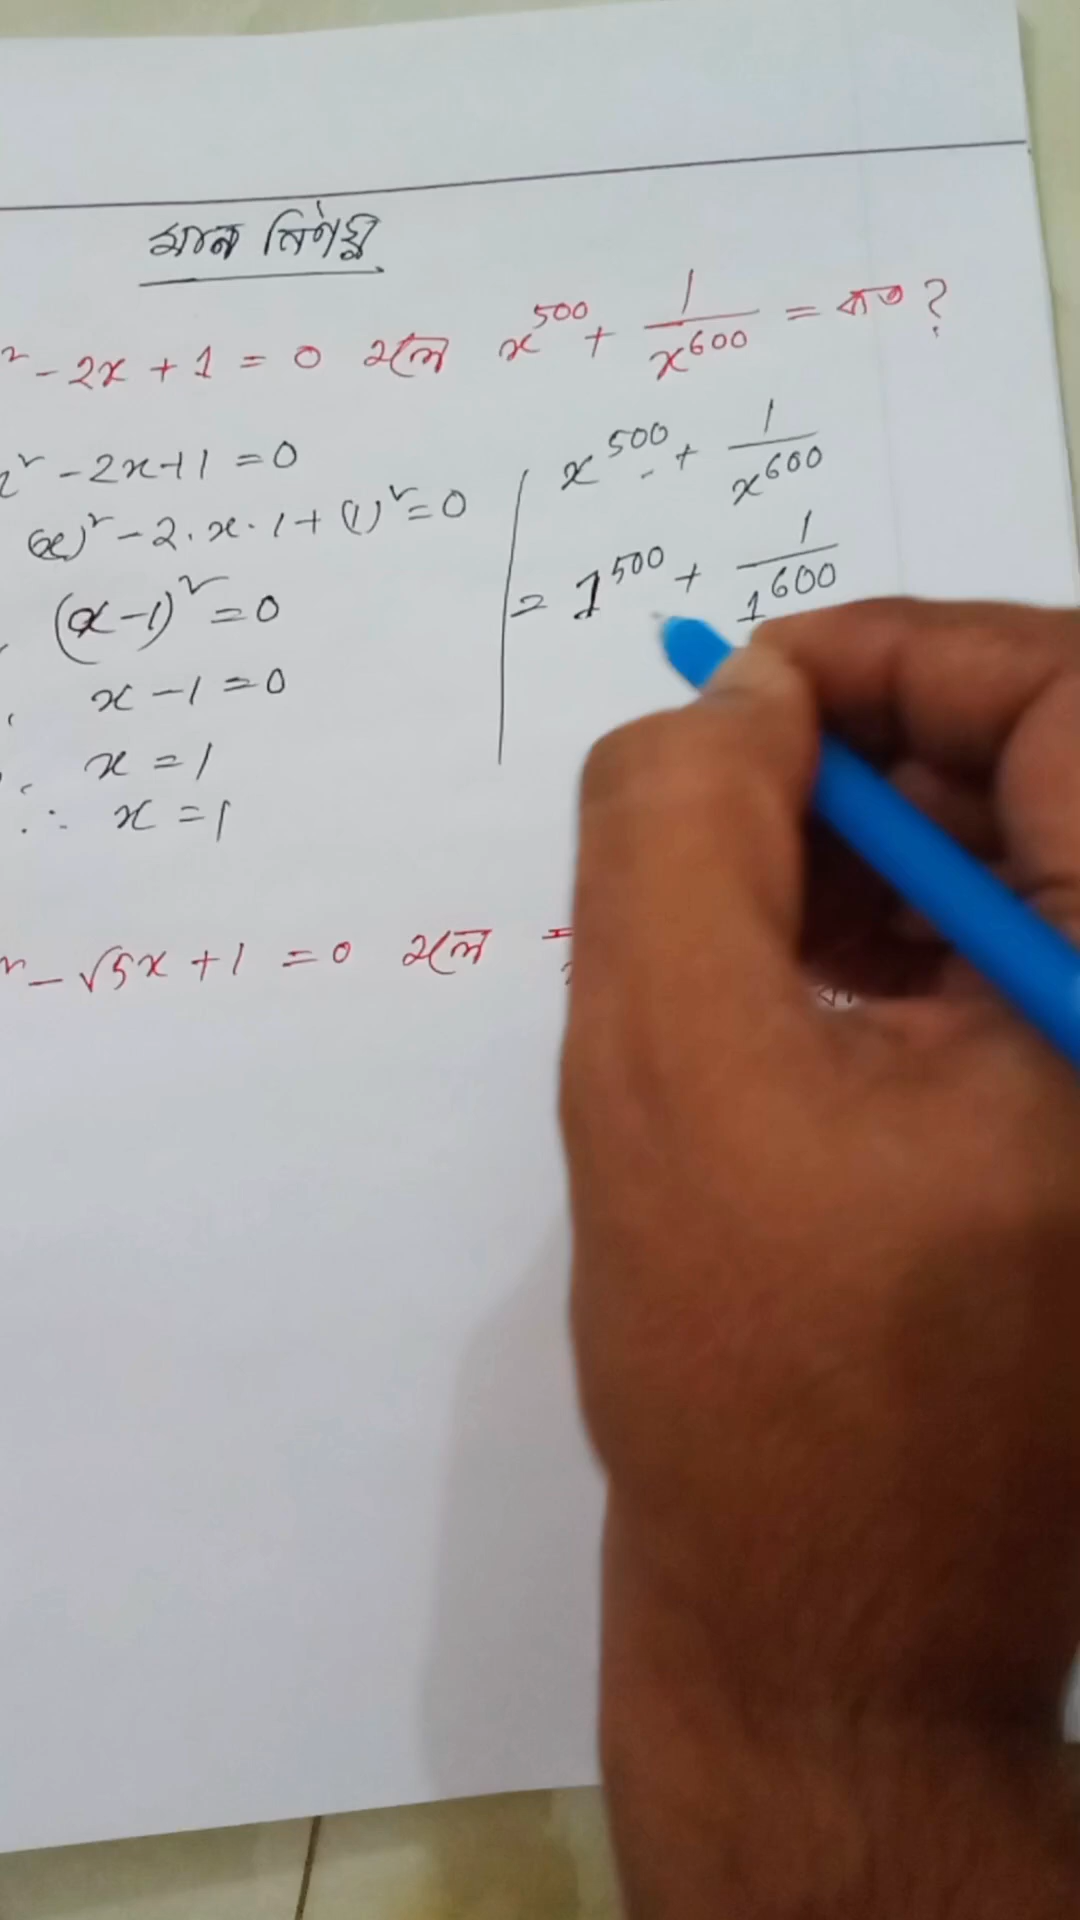 মান নির্ণয়
² - 2x + 1 = 0 হলে x^500 + 1/x^600 = কত ?
x² - 2x + 1 = 0
(x)² - 2.x.1 + (1)² = 0
(x-1)² = 0
x - 1 = 0
x = 1
∴ x = 1
x^500 + 1/x^600
= 1^500 + 1/1^600
² - √5x + 1 = 0 হলে